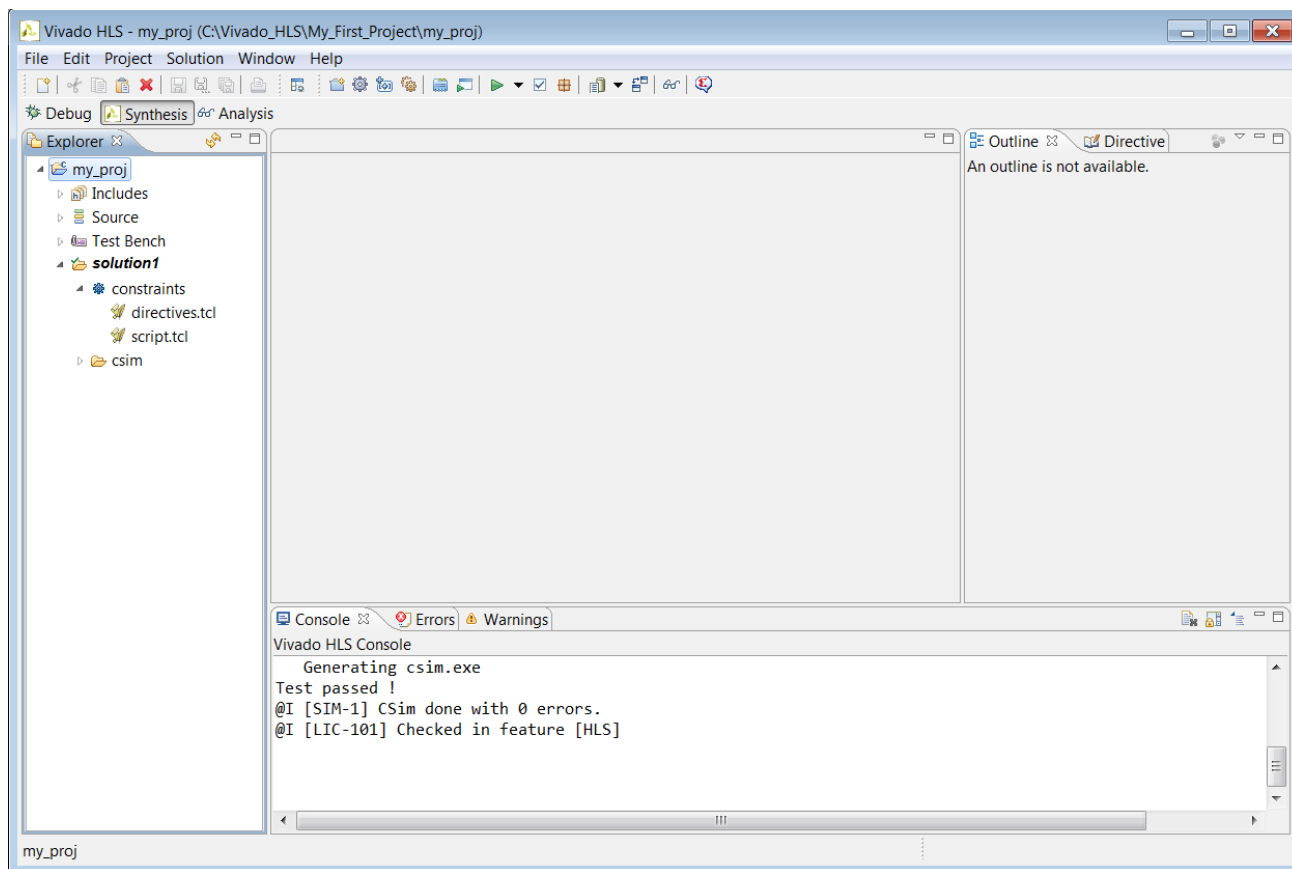 Vivado HLS - my_proj (C:\Vivado_HLS\My_First_Project\my_proj)
File Edit Project Solution Window Help
Debug Synthesis Analysis
Explorer
my_proj
Includes
Source
Test Bench
solution1
constraints
directives.tcl
script.tcl
csim
Outline Directive
An outline is not available.
Console Errors Warnings
Vivado HLS Console
Generating csim.exe
Test passed !
@I [SIM-1] CSim done with 0 errors.
@I [LIC-101] Checked in feature [HLS]
my_proj